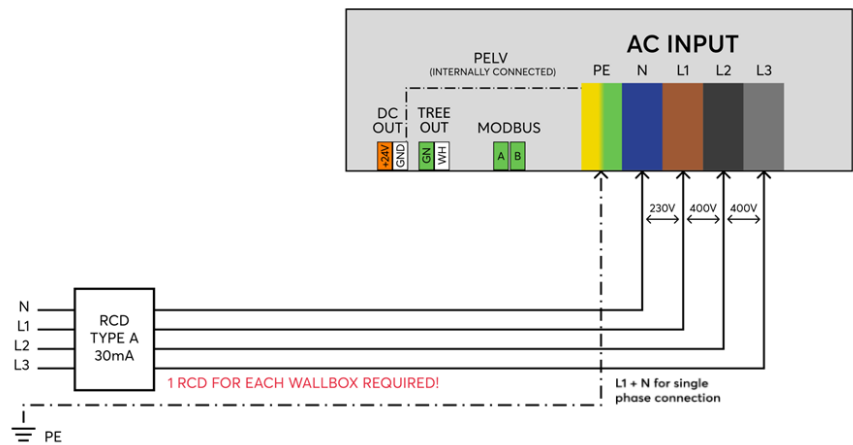 AC INPUT
PELV
(INTERNALLY CONNECTED)
PE N L1 L2 L3
DC
OUT
TREE
OUT
MODBUS
+24V GND GN WH A B
230V 400V 400V
N
L1
L2
L3
RCD
TYPE A
30mA
1 RCD FOR EACH WALLBOX REQUIRED!
L1 + N for single
phase connection
PE